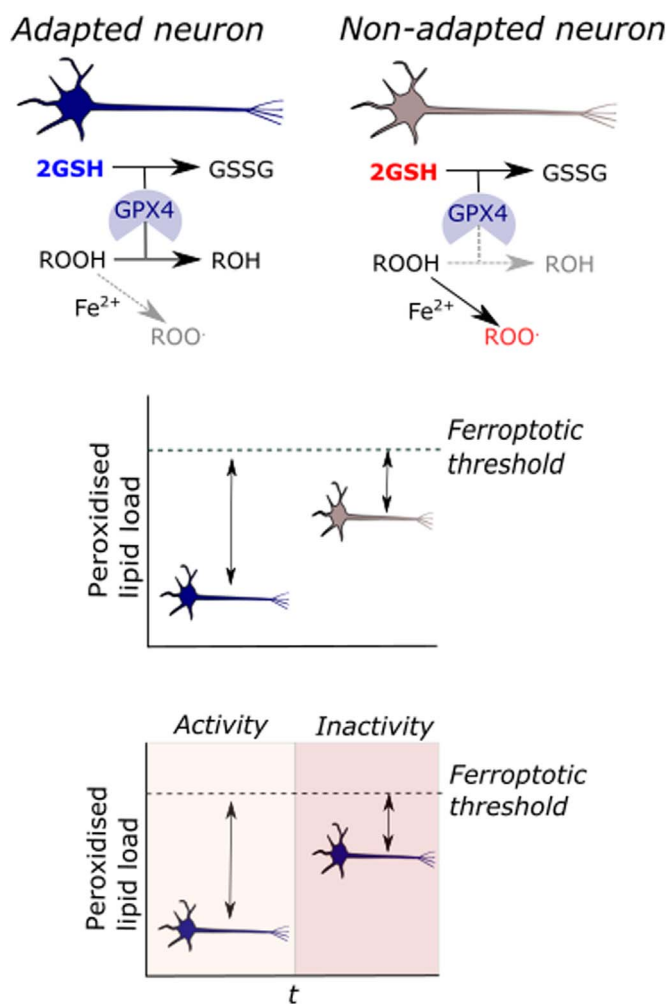 Adapted neuron
Non-adapted neuron
2GSH
GSSG
GPX4
ROOH
ROH
Fe²⁺
ROO·
2GSH
GSSG
GPX4
ROOH
ROH
Fe²⁺
ROO·
Peroxidised
lipid load
Ferroptotic
threshold
Activity
Inactivity
Peroxidised
lipid load
Ferroptotic
threshold
t